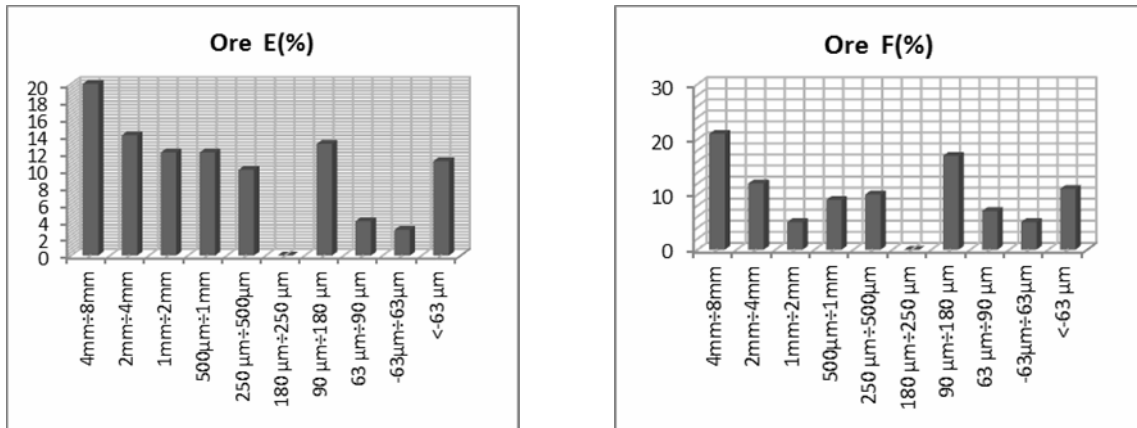 Ore E(%)
20
18
16
14
12
10
8
6
4
2
0
4mm÷8mm
2mm÷4mm
1mm÷2mm
500µm÷1mm
250 µm÷500µm
180 µm÷250 µm
90 µm÷180 µm
63 µm÷90 µm
-63µm÷63µm
<-63 µm
Ore F(%)
30
20
10
0
4mm÷8mm
2mm÷4mm
1mm÷2mm
500µm÷1mm
250 µm÷500µm
180 µm÷250 µm
90 µm÷180 µm
63 µm÷90 µm
-63µm÷63µm
<-63 µm